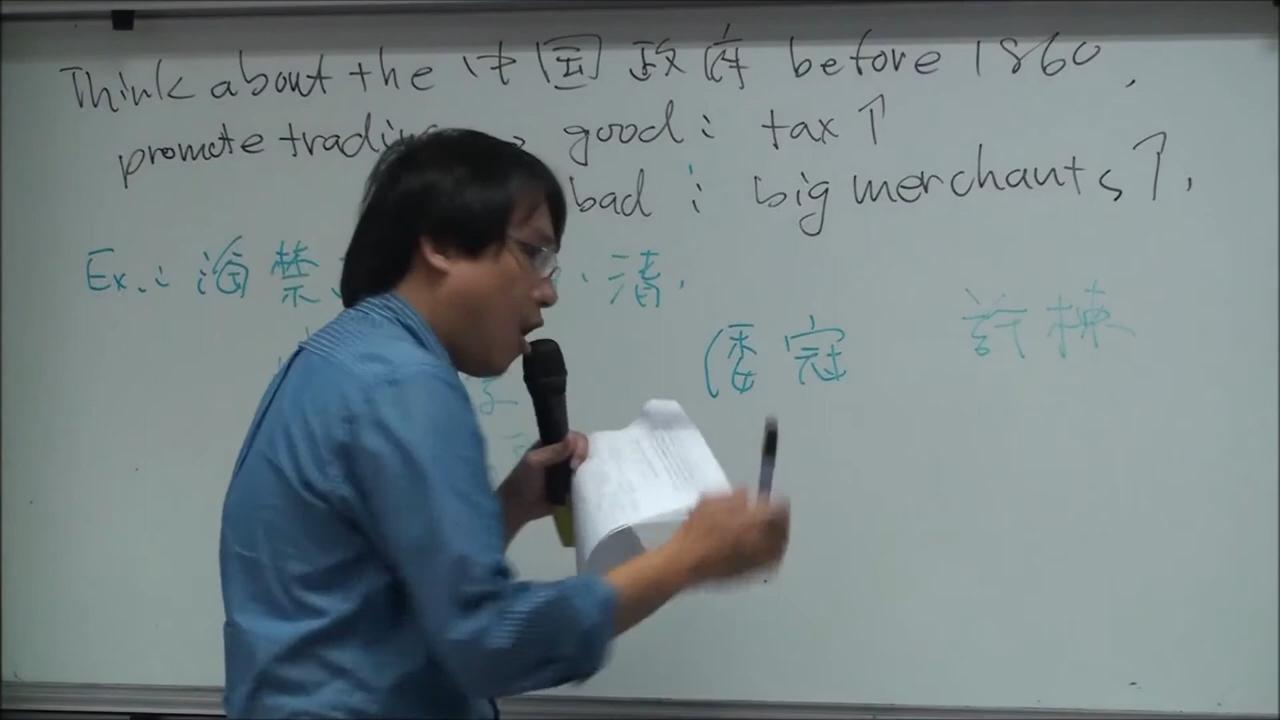 Think about the 中国 政府 before 1860,
promote tradin → good : tax↑
bad : big merchants↑,
Ex.: 海禁 、清.
(倭寇 許棟